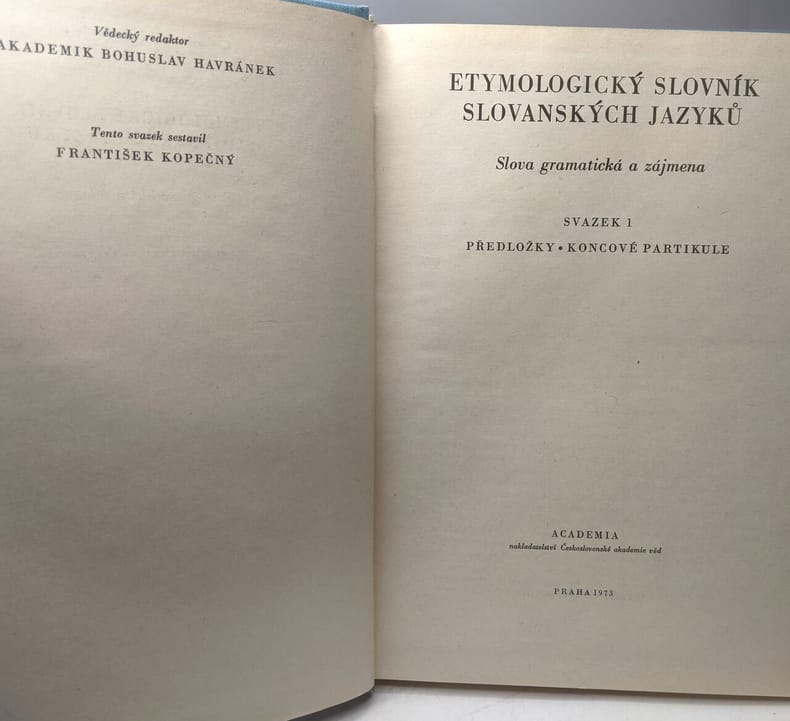 Vědecký redaktor
AKADEMIK BOHUSLAV HAVRÁNEK
Tento svazek sestavil
FRANTIŠEK KOPEČNÝ
ETYMOLOGICKÝ SLOVNÍK
SLOVANSKÝCH JAZYKŮ
Slova gramatická a zájmena
SVAZEK 1
PŘEDLOŽKY • KONCOVÉ PARTIKULE
ACADEMIA
nakladatelství Československé akademie věd
PRAHA 1973